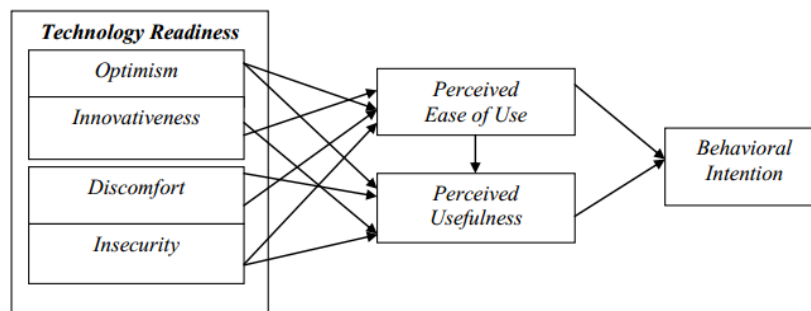 Technology Readiness
Optimism
Innovativeness
Discomfort
Insecurity
Perceived
Ease of Use
Perceived
Usefulness
Behavioral
Intention